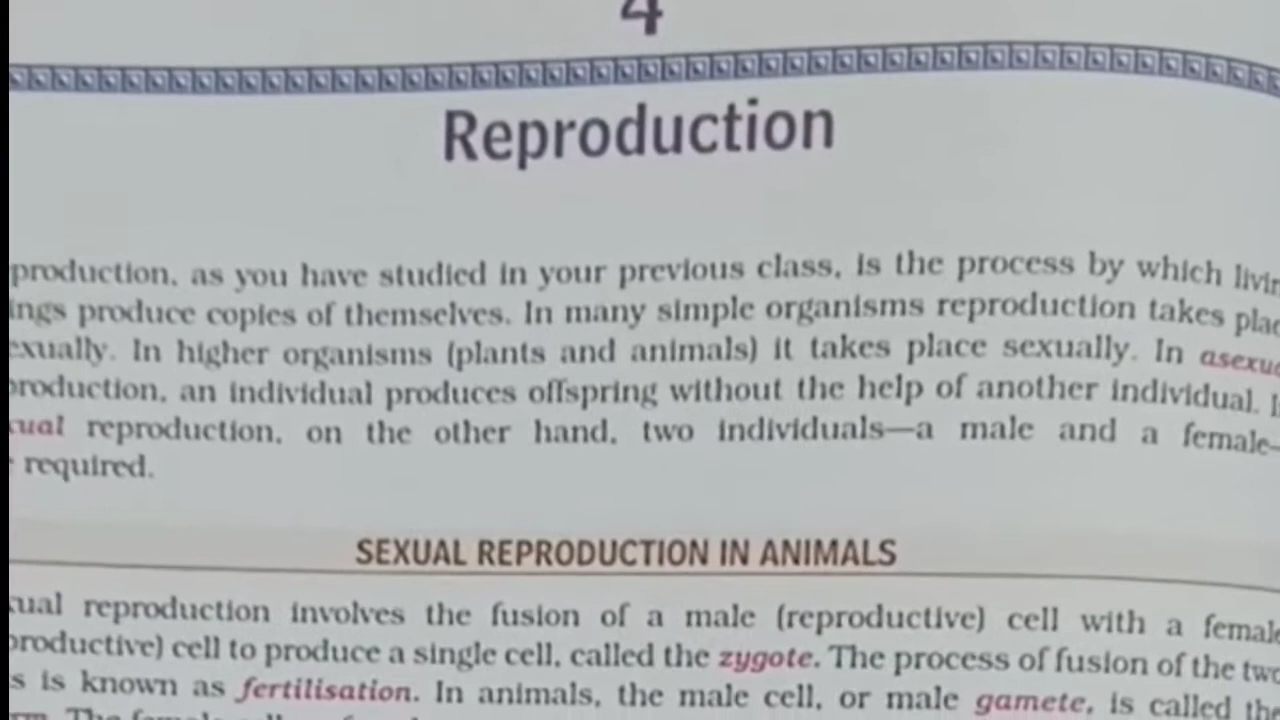 4
Reproduction
production, as you have studied in your previous class, is the process by which livin
ings produce copies of themselves. In many simple organisms reproduction takes plac
exually. In higher organisms (plants and animals) it takes place sexually. In asexua
production, an individual produces offspring without the help of another individual. I
xual reproduction, on the other hand, two individuals—a male and a female—
required.
SEXUAL REPRODUCTION IN ANIMALS
xual reproduction involves the fusion of a male (reproductive) cell with a female
productive) cell to produce a single cell, called the zygote. The process of fusion of the two
s is known as fertilisation. In animals, the male cell, or male gamete, is called the